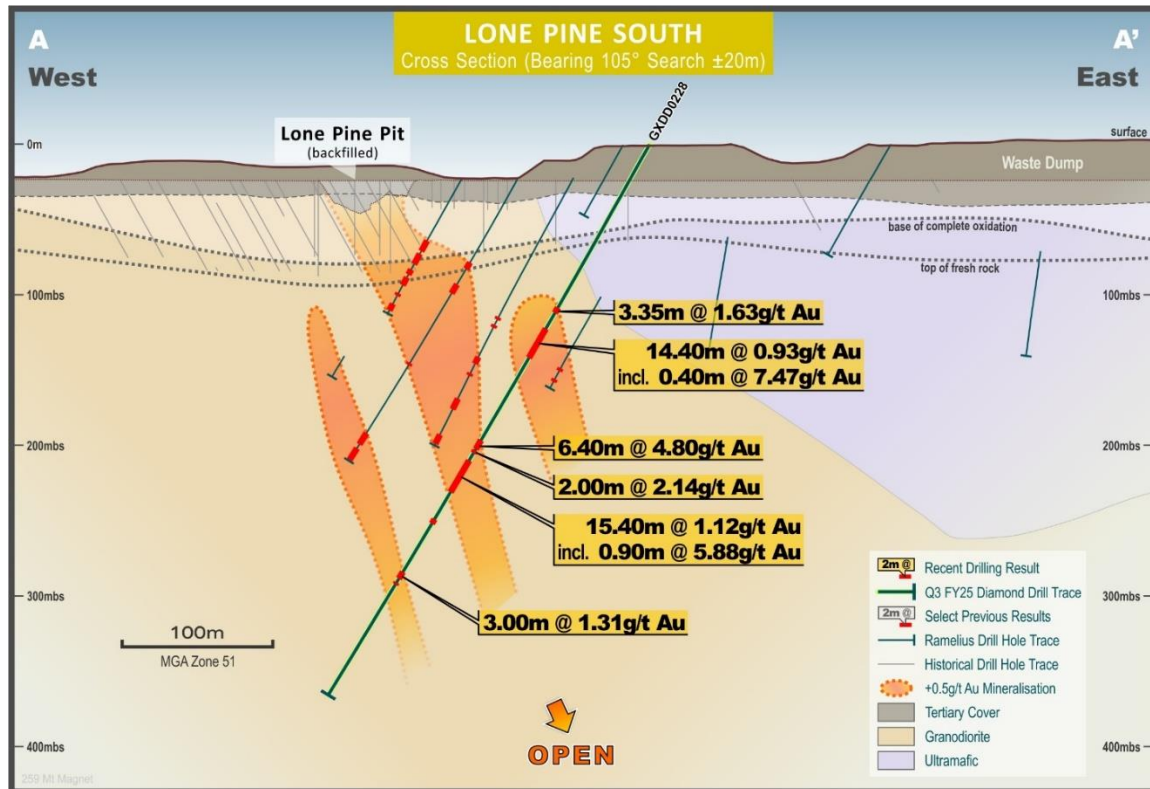 A
West
LONE PINE SOUTH
Cross Section (Bearing 105° Search ±20m)
A'
East
GXDD0228
Lone Pine Pit
(backfilled)
0m
surface
Waste Dump
base of complete oxidation
top of fresh rock
100mbs
100mbs
3.35m @ 1.63g/t Au
14.40m @ 0.93g/t Au
incl. 0.40m @ 7.47g/t Au
200mbs
200mbs
6.40m @ 4.80g/t Au
2.00m @ 2.14g/t Au
15.40m @ 1.12g/t Au
incl. 0.90m @ 5.88g/t Au
300mbs
300mbs
3.00m @ 1.31g/t Au
100m
MGA Zone 51
OPEN
400mbs
400mbs
2m @ Recent Drilling Result
Q3 FY25 Diamond Drill Trace
2m @ Select Previous Results
Ramelius Drill Hole Trace
Historical Drill Hole Trace
+0.5g/t Au Mineralisation
Tertiary Cover
Granodiorite
Ultramafic
259 Mt Magnet